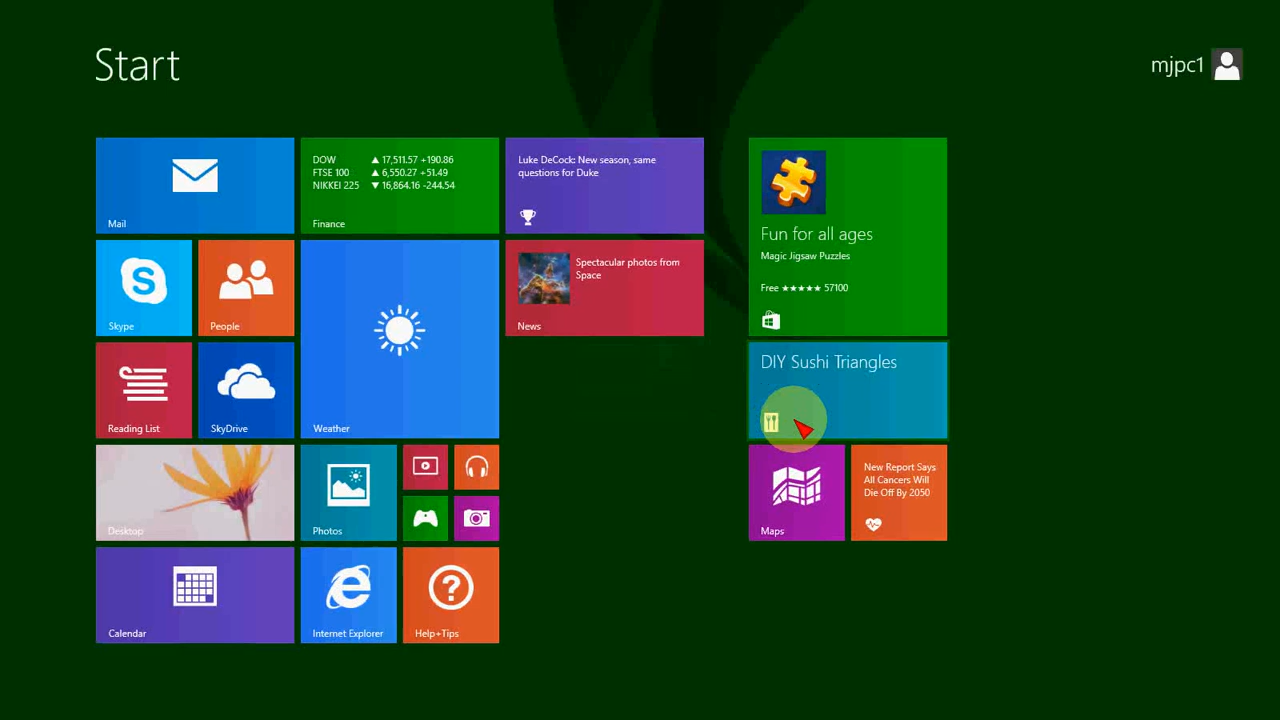 Start
mjpc1
Mail
DOW ▲ 17,511.57 +190.86
FTSE 100 ▲ 6,550.27 +51.49
NIKKEI 225 ▼ 16,864.16 -244.54
Finance
Luke DeCock: New season, same
questions for Duke
Skype
People
Weather
Spectacular photos from
Space
News
Reading List
SkyDrive
Desktop
Photos
Calendar
Internet Explorer
Help+Tips
Fun for all ages
Magic Jigsaw Puzzles
Free ★★★★★ 57100
DIY Sushi Triangles
Maps
New Report Says
All Cancers Will
Die Off By 2050